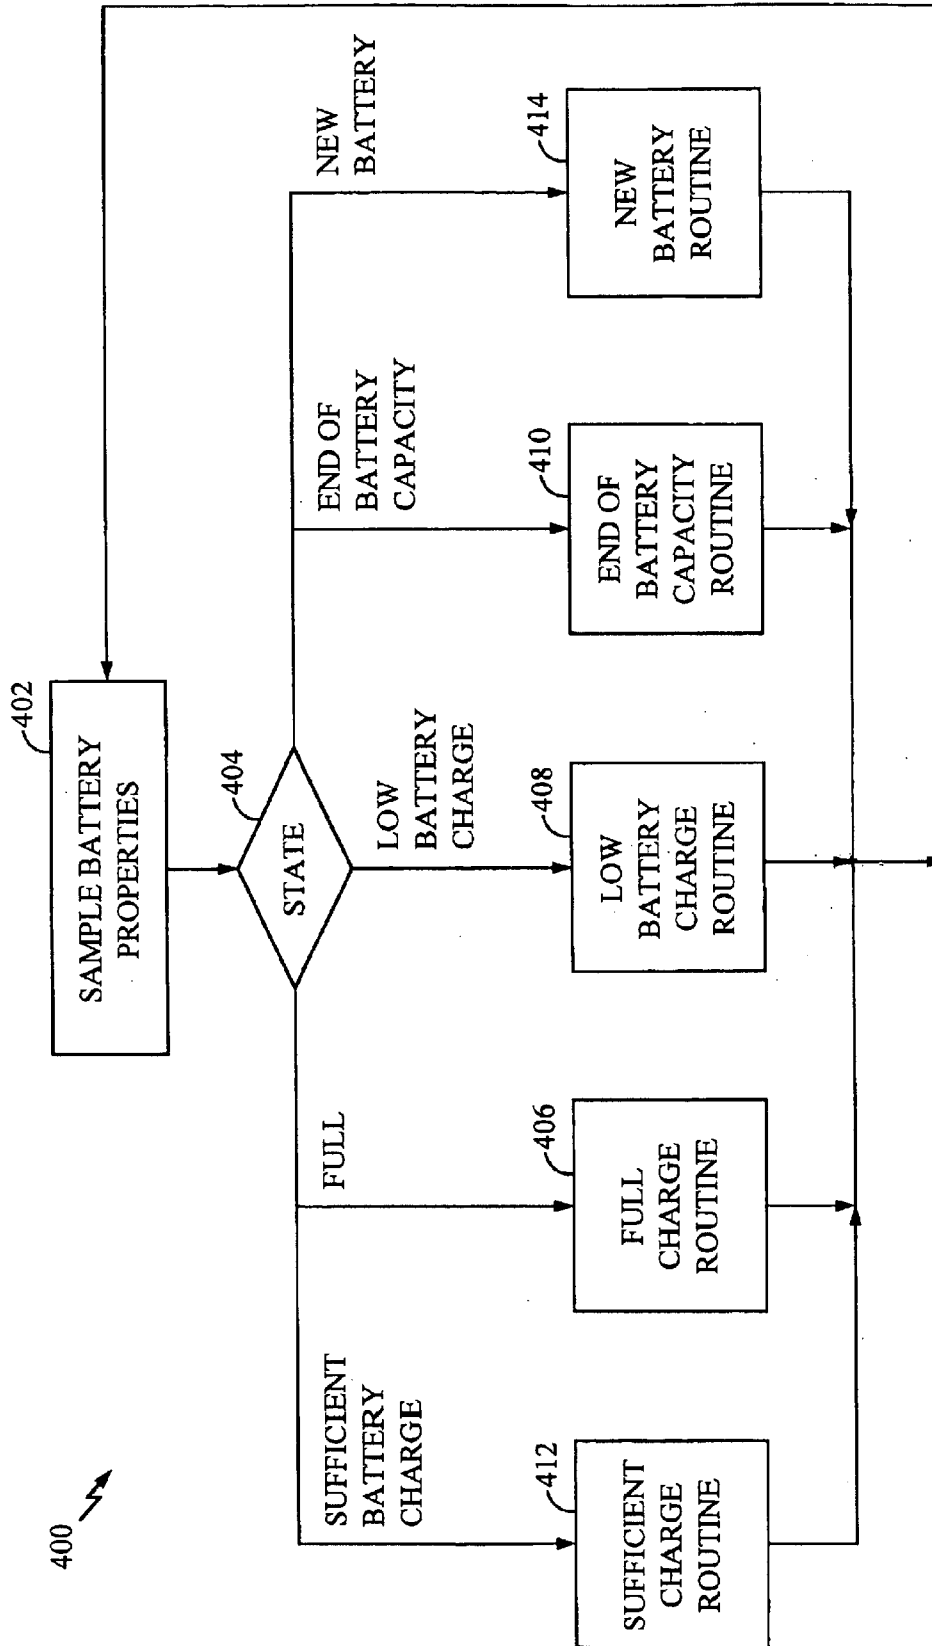 400
402
SAMPLE BATTERY
PROPERTIES
404
STATE
SUFFICIENT
BATTERY
CHARGE
FULL
LOW
BATTERY
CHARGE
END OF
BATTERY
CAPACITY
NEW
BATTERY
412
SUFFICIENT
CHARGE
ROUTINE
406
FULL
CHARGE
ROUTINE
408
LOW
BATTERY
CHARGE
ROUTINE
410
END OF
BATTERY
CAPACITY
ROUTINE
414
NEW
BATTERY
ROUTINE